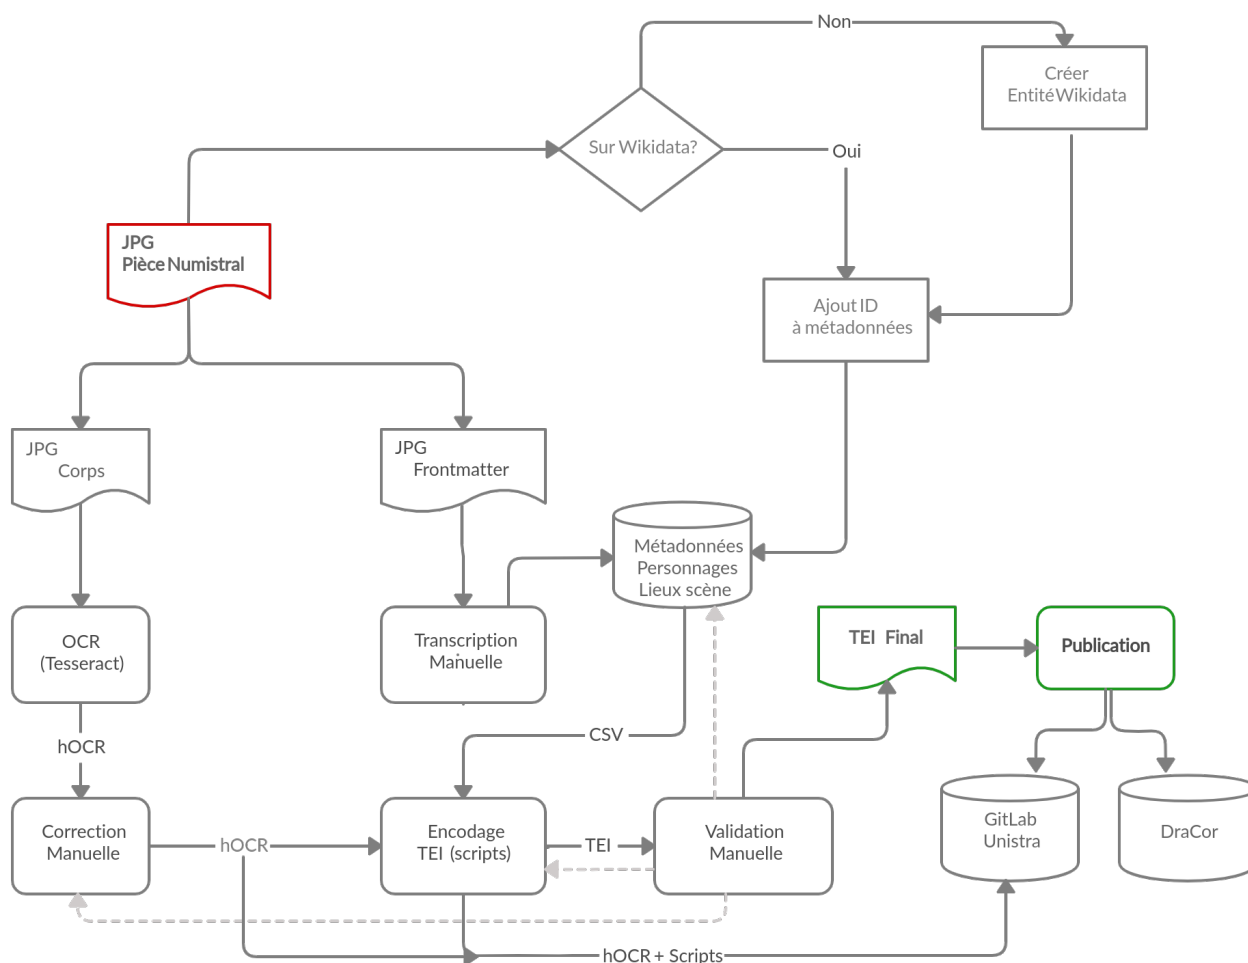 Non
Créer
Entité Wikidata
Sur Wikidata?
Oui
JPG
Pièce Numistral
Ajout ID
à métadonnées
JPG
Corps
JPG
Frontmatter
Métadonnées
Personnages
Lieux scène
OCR
(Tesseract)
Transcription
Manuelle
TEI Final
Publication
hOCR
CSV
Correction
Manuelle
hOCR
Encodage
TEI (scripts)
TEI
Validation
Manuelle
GitLab
Unistra
DraCor
hOCR + Scripts